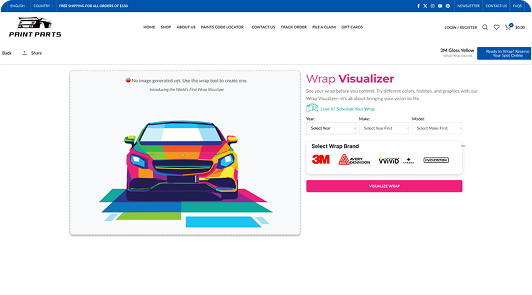 ENGLISH COUNTRY FREE SHIPPING FOR ALL ORDERS OF $150 NEWSLETTER CONTACT US FAQS
PAINT PARTS
HOME SHOP ABOUT US PAINTS CODE LOCATOR CONTACT US TRACK ORDER FILE A CLAIM GIFT CARDS LOGIN / REGISTER 0 $0.00
Back Share
3M Gloss Yellow
Ready to Wrap? Reserve Your Spot Online
No image generated yet. Use the wrap tool to create one.
Introducing the World's First Wrap Visualizer
Wrap Visualizer
See your wrap before you commit. Try different colors, finishes, and graphics with our
Wrap Visualizer—it's all about bringing your vision to life.
Love it? Schedule Your Wrap
Year: Make: Model:
Select Year Select Year First Select Make First
Select Wrap Brand
3M AVERY DENNISON VVIVID
VISUALIZE WRAP